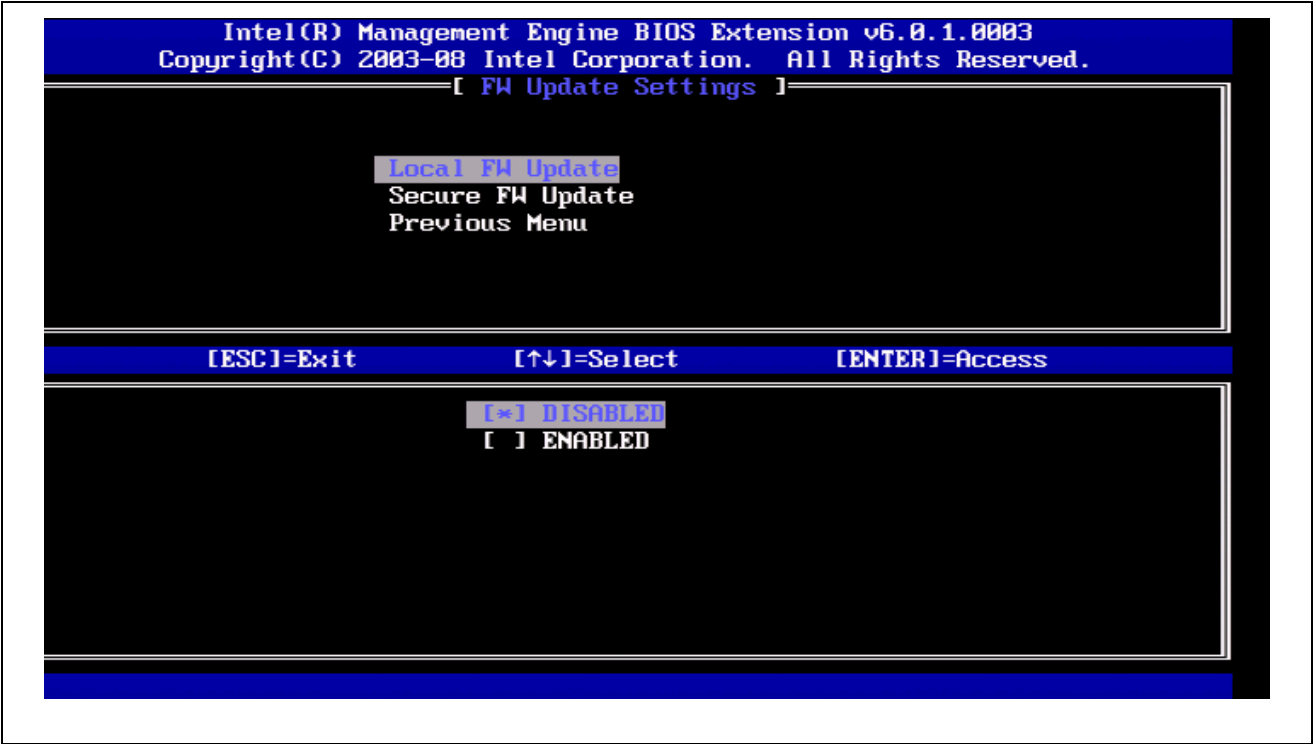 Intel(R) Management Engine BIOS Extension v6.0.1.0003
Copyright(C) 2003-08 Intel Corporation. All Rights Reserved.
[ FW Update Settings ]
Local FW Update
Secure FW Update
Previous Menu
[ESC]=Exit [↑↓]=Select [ENTER]=Access
[*] DISABLED
[ ] ENABLED